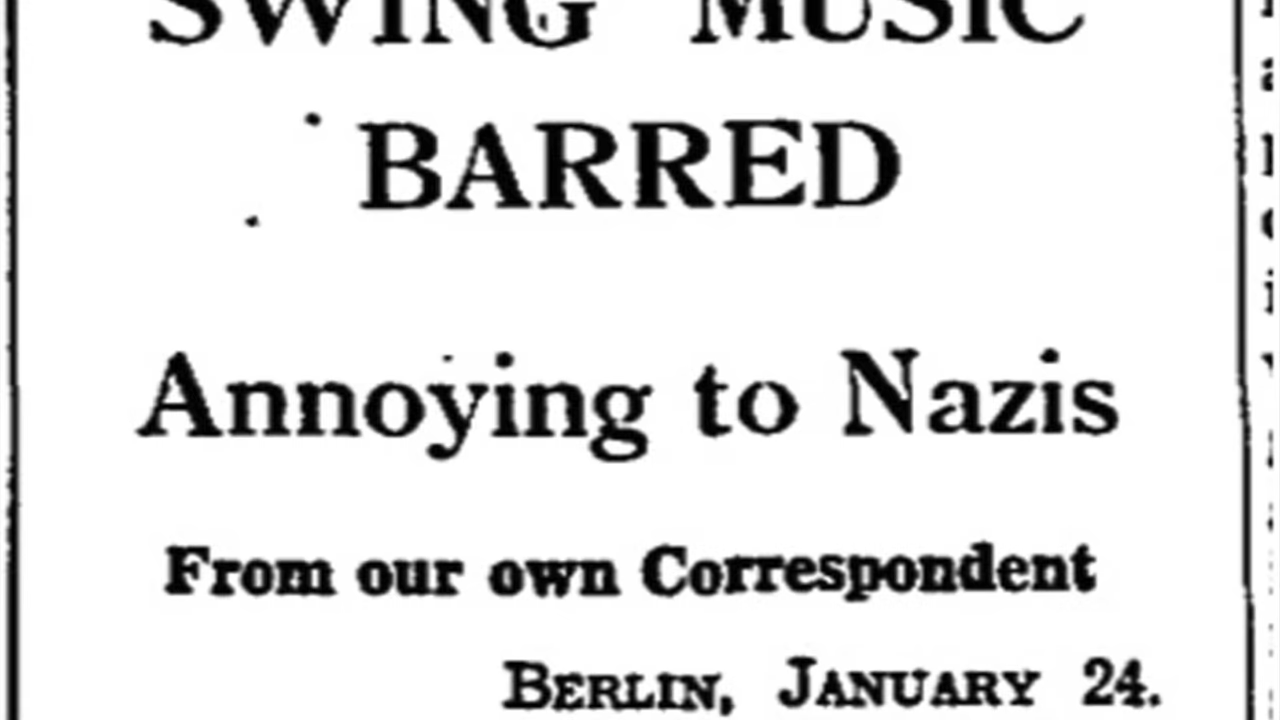 SWING MUSIC
BARRED
Annoying to Nazis
From our own Correspondent
BERLIN, JANUARY 24.